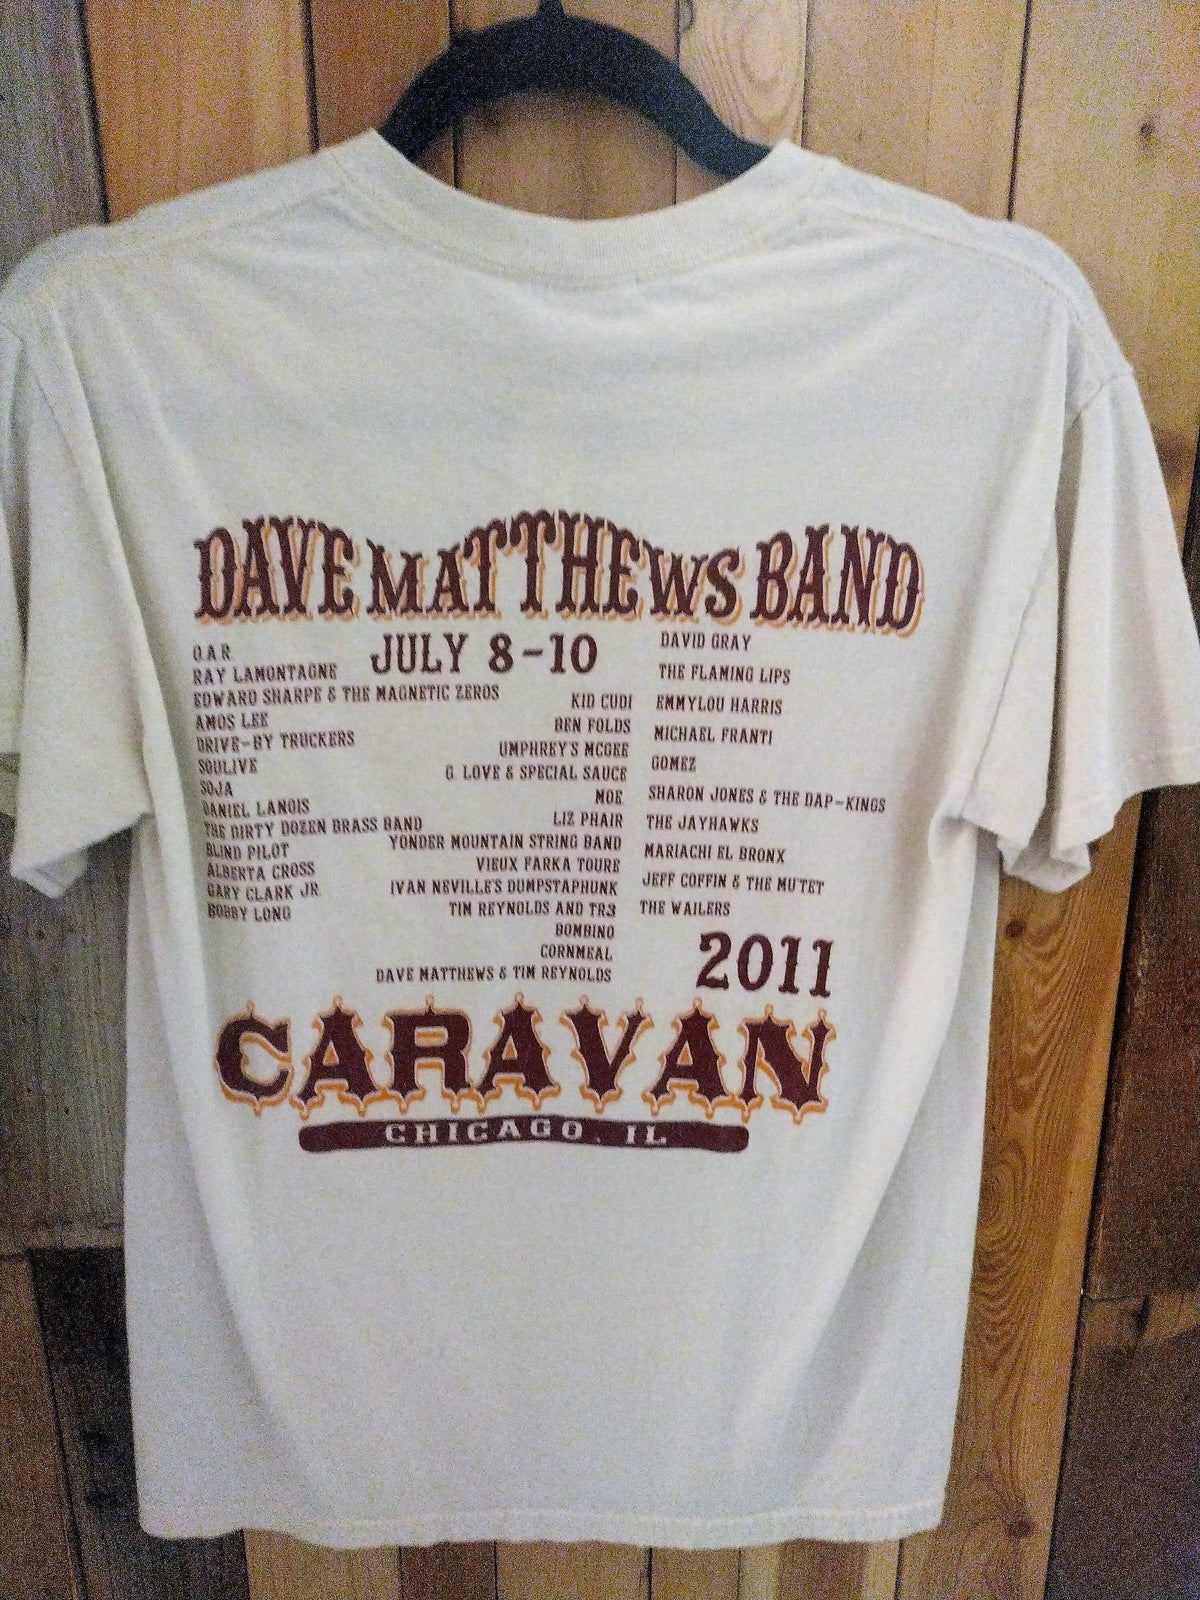 DAVE MATTHEWS BAND
JULY 8-10
O.A.R
RAY LAMONTAGNE
EDWARD SHARPE & THE MAGNETIC ZEROS
AMOS LEE
DRIVE-BY TRUCKERS
SOULIVE
SOJA
DANIEL LANOIS
THE DIRTY DOZEN BRASS BAND
BLIND PILOT
ALBERTA CROSS
GARY CLARK JR
BOBBY LONG
KID CUDI
BEN FOLDS
UMPHREY'S MCGEE
G. LOVE & SPECIAL SAUCE
MOE.
LIZ PHAIR
YONDER MOUNTAIN STRING BAND
VIEUX FARKA TOURE
IVAN NEVILLE'S DUMPSTAPHUNK
TIM REYNOLDS AND TR3
BOMBINO
CORNMEAL
DAVE MATTHEWS & TIM REYNOLDS
DAVID GRAY
THE FLAMING LIPS
EMMYLOU HARRIS
MICHAEL FRANTI
GOMEZ
SHARON JONES & THE DAP-KINGS
THE JAYHAWKS
MARIACHI EL BRONX
JEFF COFFIN & THE MU'TET
THE WAILERS
2011
CARAVAN
CHICAGO, IL